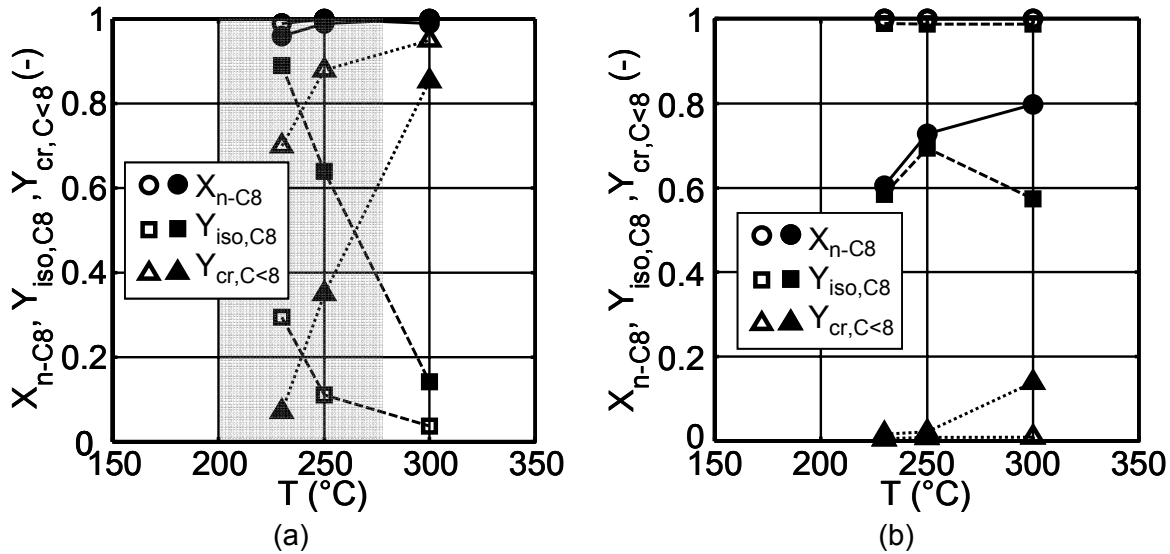 X_n-C8, Y_iso,C8, Y_cr,C<8 (-)
1
0.8
0.6
0.4
0.2
0
X_n-C8
Y_iso,C8
Y_cr,C<8
150 200 250 300 350
T (°C)
(a)
X_n-C8, Y_iso,C8, Y_cr,C<8 (-)
1
0.8
0.6
0.4
0.2
0
X_n-C8
Y_iso,C8
Y_cr,C<8
150 200 250 300 350
T (°C)
(b)